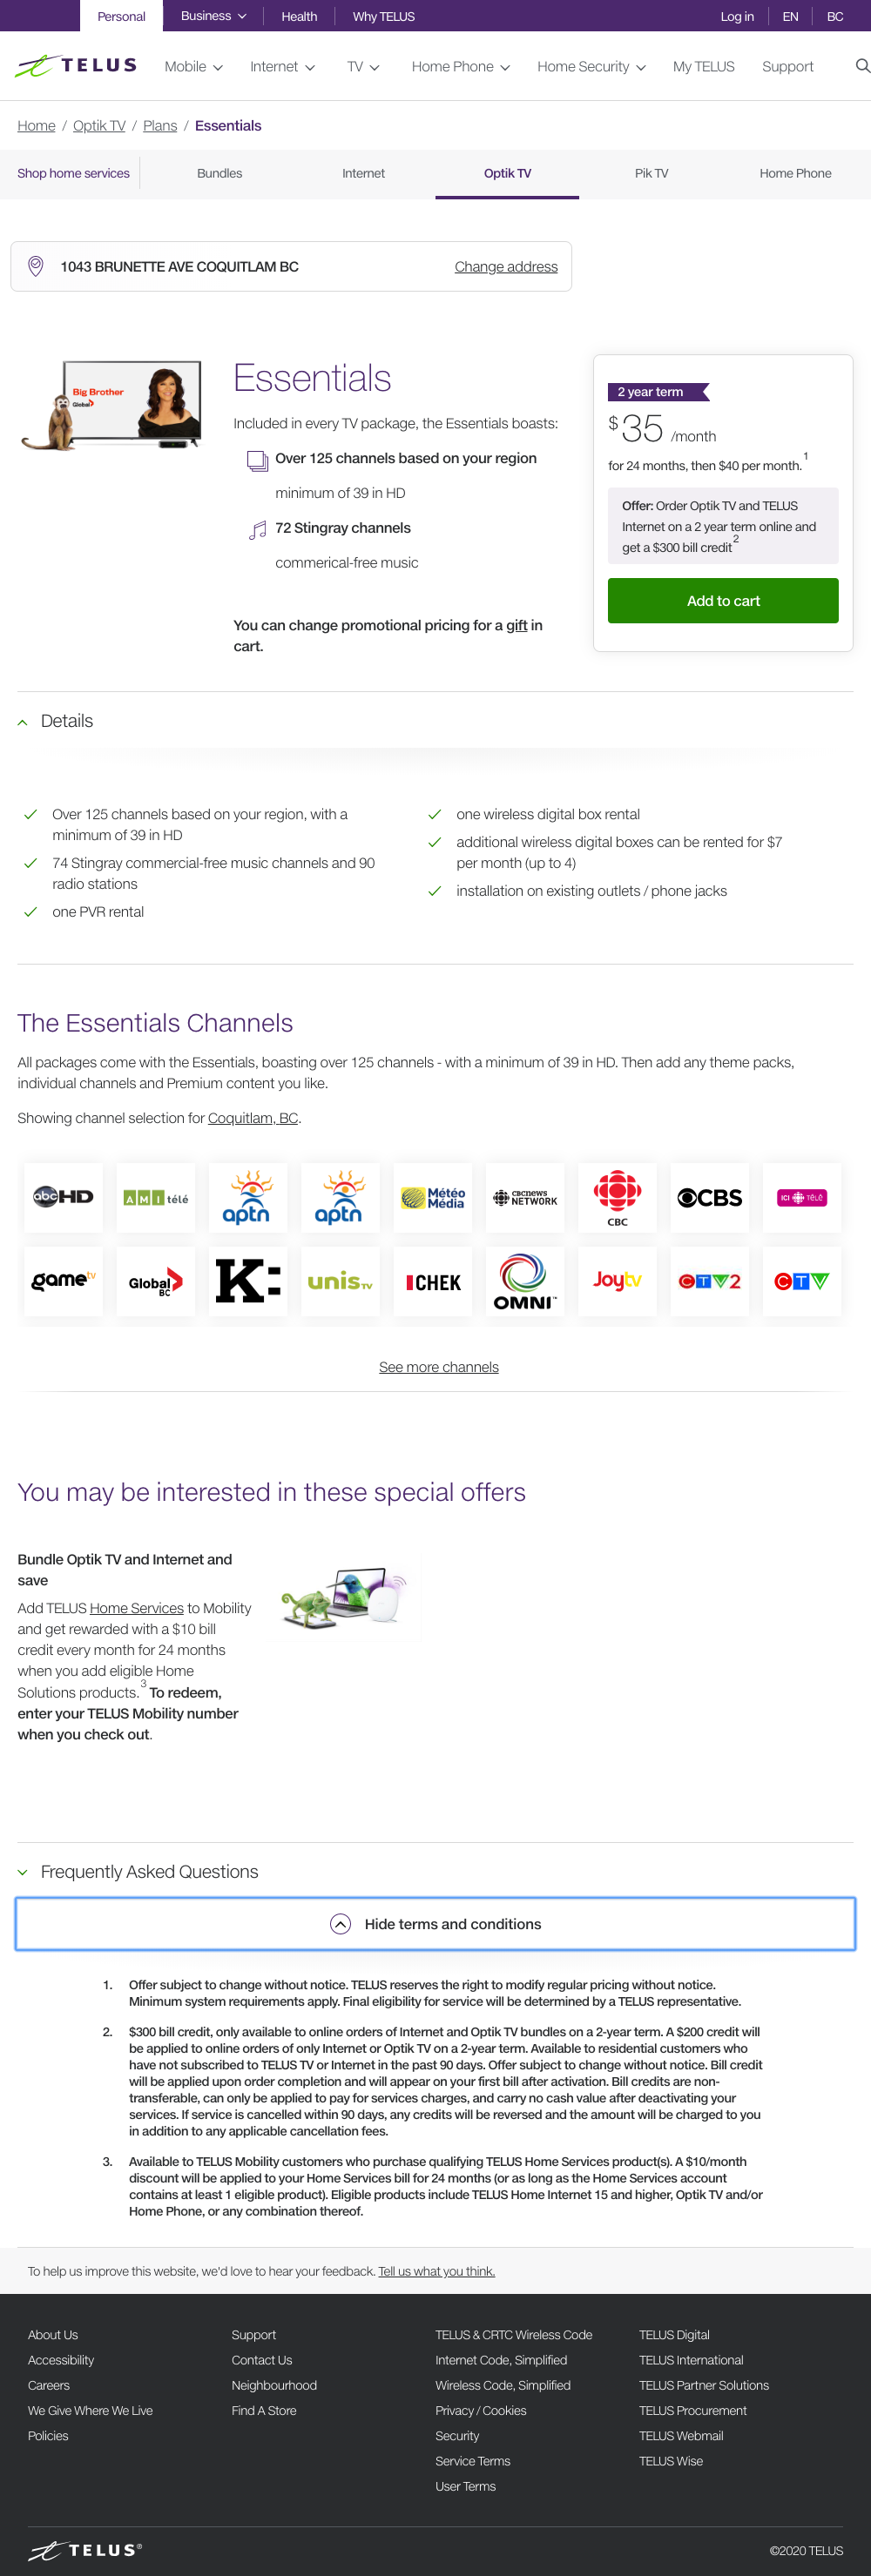 Personal Business Health Why TELUS Log in EN BC
TELUS Mobile Internet TV Home Phone Home Security My TELUS Support
Home / Optik TV / Plans / Essentials
Shop home services Bundles Internet Optik TV Pik TV Home Phone
1043 BRUNETTE AVE COQUITLAM BC Change address
Big Brother
Global
Essentials
Included in every TV package, the Essentials boasts:
Over 125 channels based on your region
minimum of 39 in HD
72 Stingray channels
commerical-free music
You can change promotional pricing for a gift in
cart.
2 year term
$35 /month
for 24 months, then $40 per month.1
Offer: Order Optik TV and TELUS
Internet on a 2 year term online and
get a $300 bill credit2
Add to cart
Details
Over 125 channels based on your region, with a
minimum of 39 in HD
74 Stingray commercial-free music channels and 90
radio stations
one PVR rental
one wireless digital box rental
additional wireless digital boxes can be rented for $7
per month (up to 4)
installation on existing outlets / phone jacks
The Essentials Channels
All packages come with the Essentials, boasting over 125 channels - with a minimum of 39 in HD. Then add any theme packs,
individual channels and Premium content you like.
Showing channel selection for Coquitlam, BC.
abc HD AMI télé aptn aptn Météo Média cbc news NETWORK CBC CBS ICI TÉLÉ
game tv Global BC K: unis TV CHEK OMNI Joytv CTV2 CTV
See more channels
You may be interested in these special offers
Bundle Optik TV and Internet and
save
Add TELUS Home Services to Mobility
and get rewarded with a $10 bill
credit every month for 24 months
when you add eligible Home
Solutions products.3 To redeem,
enter your TELUS Mobility number
when you check out.
Frequently Asked Questions
Hide terms and conditions
1. Offer subject to change without notice. TELUS reserves the right to modify regular pricing without notice.
Minimum system requirements apply. Final eligibility for service will be determined by a TELUS representative.
2. $300 bill credit, only available to online orders of Internet and Optik TV bundles on a 2-year term. A $200 credit will
be applied to online orders of only Internet or Optik TV on a 2-year term. Available to residential customers who
have not subscribed to TELUS TV or Internet in the past 90 days. Offer subject to change without notice. Bill credit
will be applied upon order completion and will appear on your first bill after activation. Bill credits are non-
transferable, can only be applied to pay for services charges, and carry no cash value after deactivating your
services. If service is cancelled within 90 days, any credits will be reversed and the amount will be charged to you
in addition to any applicable cancellation fees.
3. Available to TELUS Mobility customers who purchase qualifying TELUS Home Services product(s). A $10/month
discount will be applied to your Home Services bill for 24 months (or as long as the Home Services account
contains at least 1 eligible product). Eligible products include TELUS Home Internet 15 and higher, Optik TV and/or
Home Phone, or any combination thereof.
To help us improve this website, we'd love to hear your feedback. Tell us what you think.
About Us Support TELUS & CRTC Wireless Code TELUS Digital
Accessibility Contact Us Internet Code, Simplified TELUS International
Careers Neighbourhood Wireless Code, Simplified TELUS Partner Solutions
We Give Where We Live Find A Store Privacy / Cookies TELUS Procurement
Policies Security TELUS Webmail
Service Terms TELUS Wise
User Terms
TELUS® ©2020 TELUS